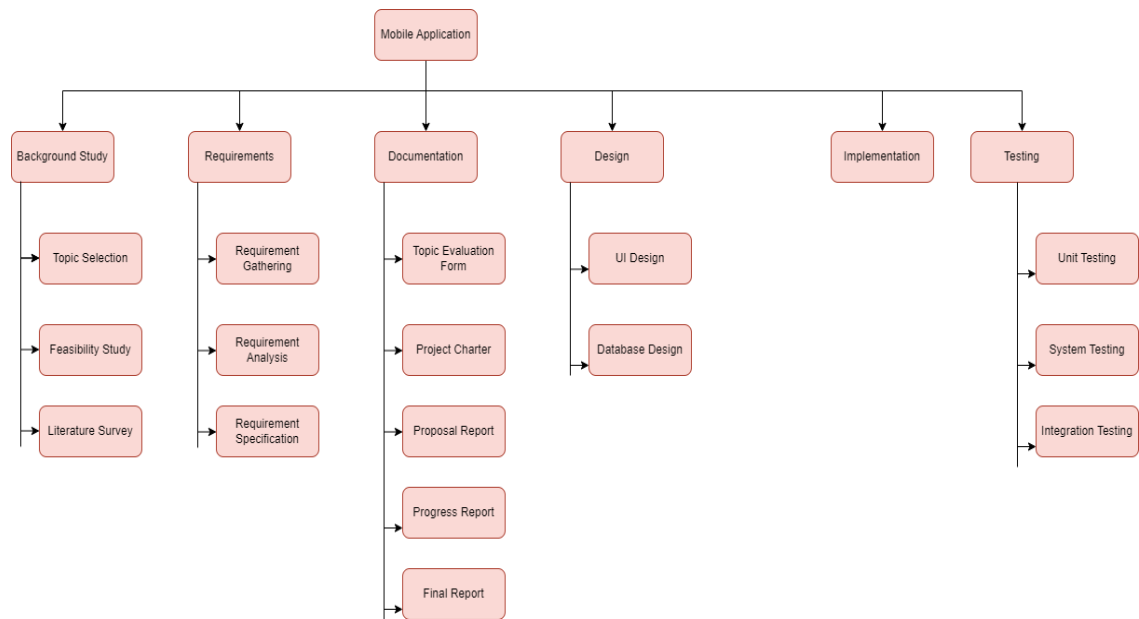 Mobile Application
Background Study
Requirements
Documentation
Design
Implementation
Testing
Topic Selection
Requirement
Gathering
Topic Evaluation
Form
UI Design
Unit Testing
Feasibility Study
Requirement
Analysis
Project Charter
Database Design
System Testing
Literature Survey
Requirement
Specification
Proposal Report
Integration Testing
Progress Report
Final Report